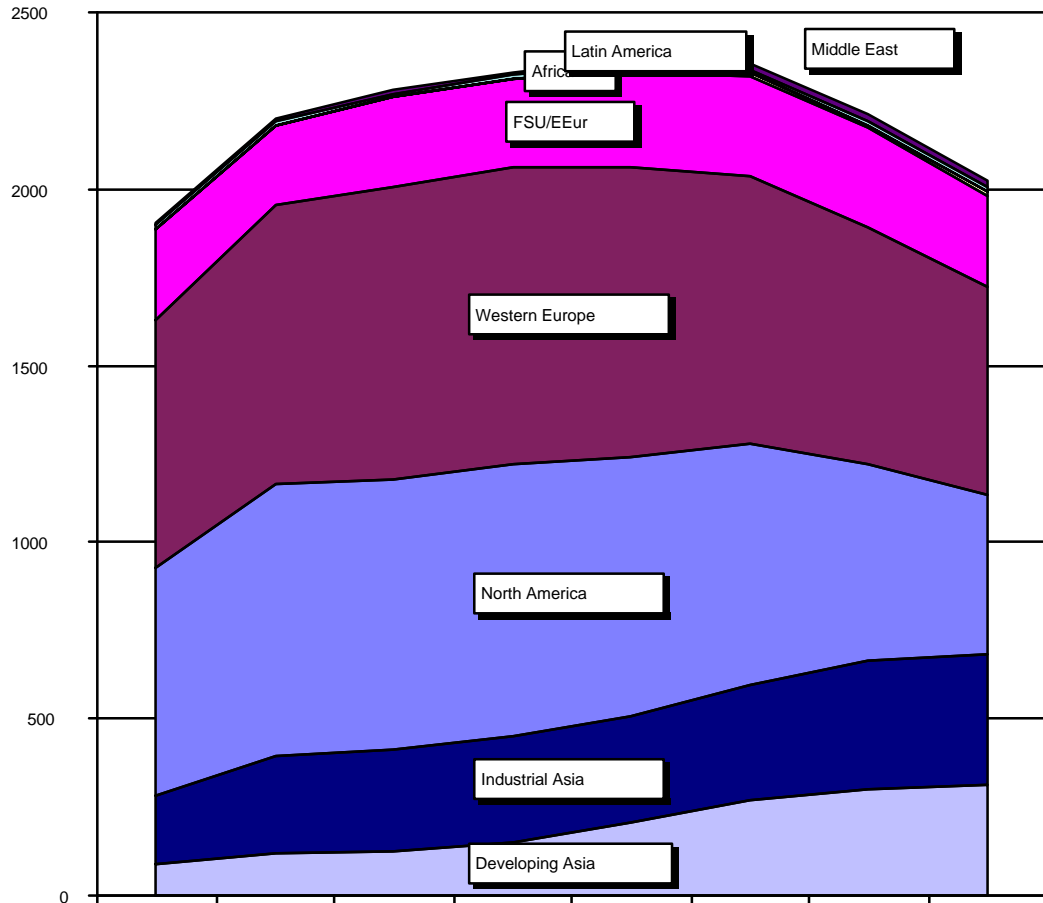 2500
Latin America
Middle East
Africa
FSU/EEur
2000
Western Europe
1500
1000
North America
500
Industrial Asia
Developing Asia
0